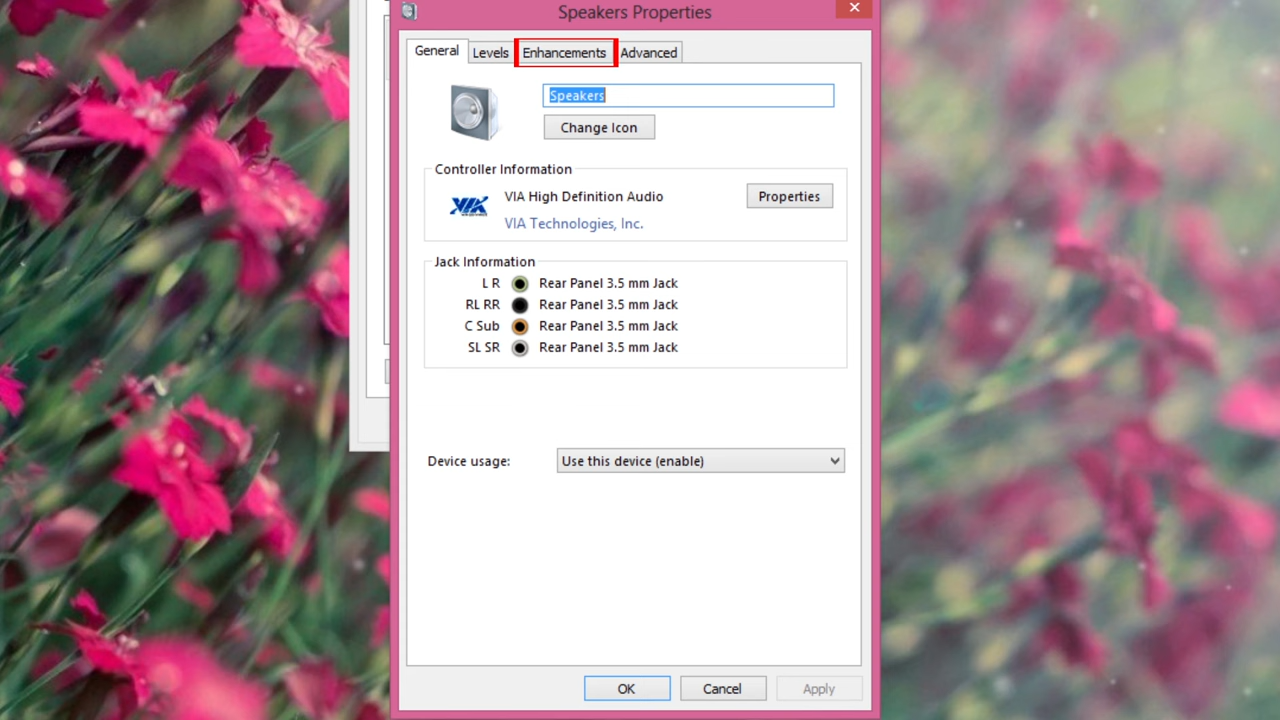 Speakers Properties
General Levels Enhancements Advanced
Speakers
Change Icon
Controller Information
VIA High Definition Audio
Properties
VIA
VIA Technologies, Inc.
Jack Information
L R Rear Panel 3.5 mm Jack
RL RR Rear Panel 3.5 mm Jack
C Sub Rear Panel 3.5 mm Jack
SL SR Rear Panel 3.5 mm Jack
Device usage: Use this device (enable)
OK Cancel Apply